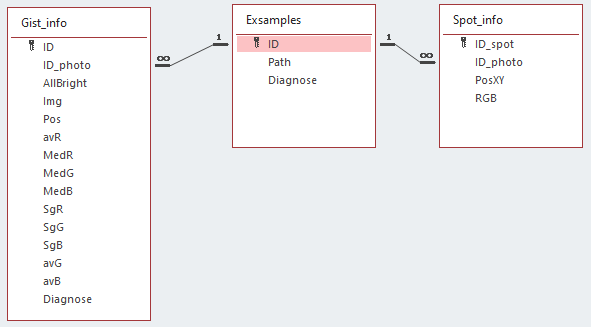 Gist_info
ID
ID_photo
AllBright
Img
Pos
avR
MedR
MedG
MedB
SgR
SgG
SgB
avG
avB
Diagnose
∞
1
Exsamples
ID
Path
Diagnose
1
∞
Spot_info
ID_spot
ID_photo
PosXY
RGB